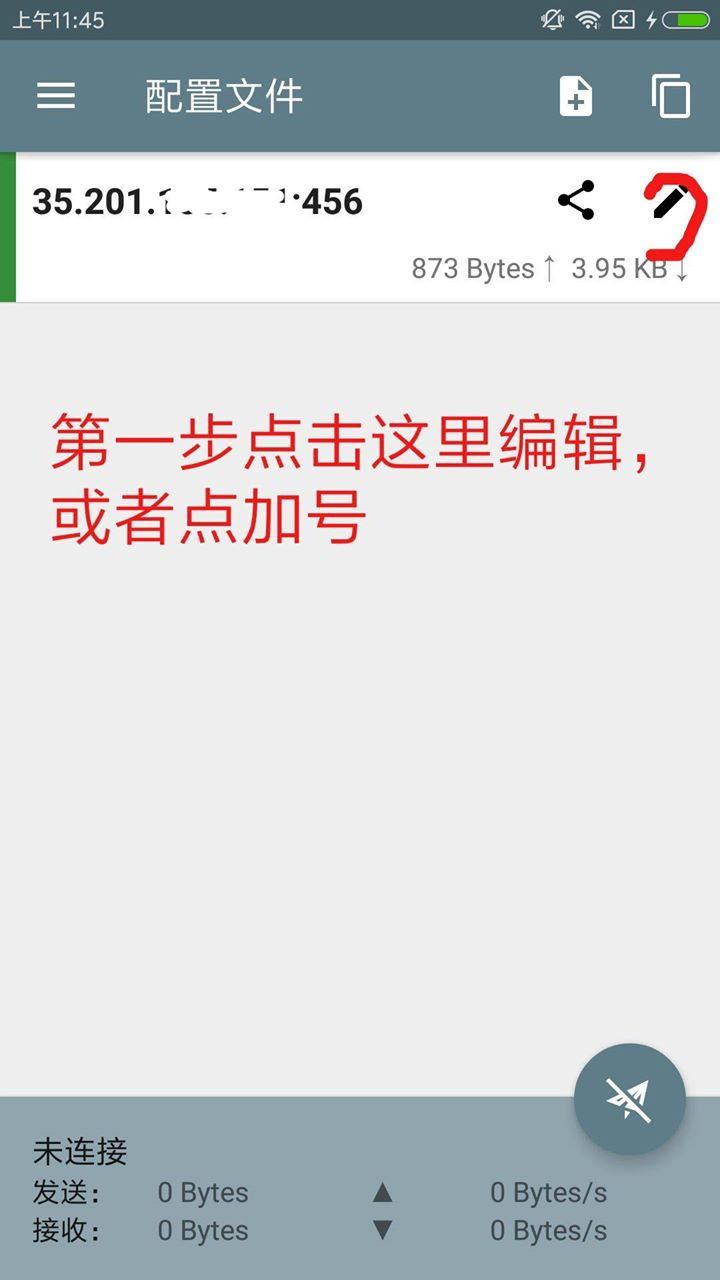 上午11:45
配置文件
35.201. :456
873 Bytes ↑ 3.95 KB ↓
第一步点击这里编辑，
或者点加号
未连接
发送： 0 Bytes ▲ 0 Bytes/s
接收： 0 Bytes ▼ 0 Bytes/s